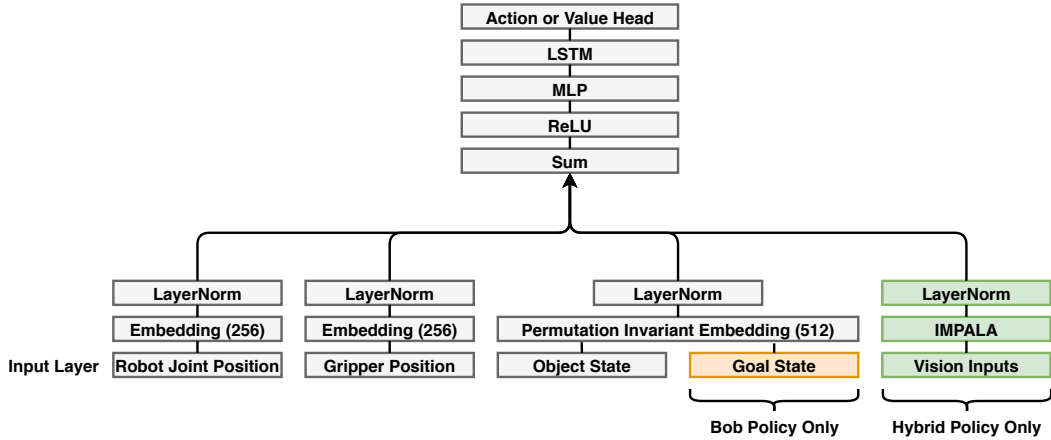 Action or Value Head
LSTM
MLP
ReLU
Sum
LayerNorm
LayerNorm
LayerNorm
LayerNorm
Embedding (256)
Embedding (256)
Permutation Invariant Embedding (512)
IMPALA
Input Layer
Robot Joint Position
Gripper Position
Object State
Goal State
Vision Inputs
Bob Policy Only
Hybrid Policy Only